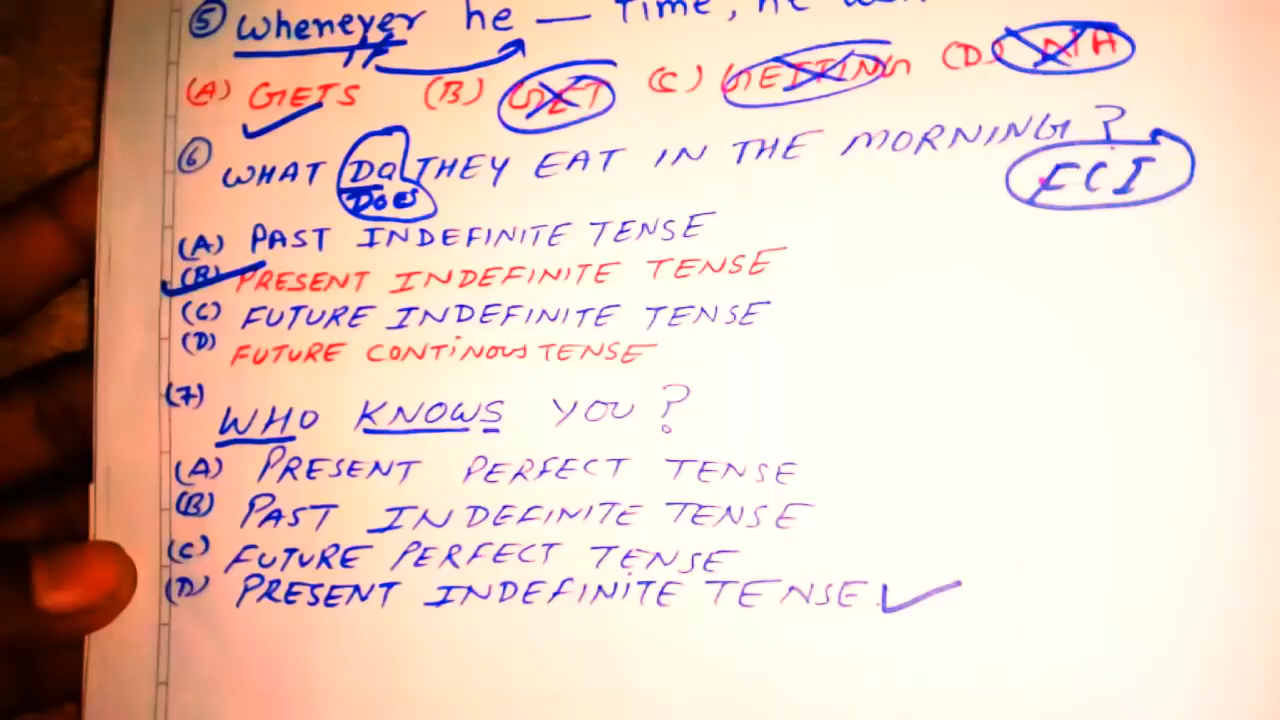 ⑤ Whenever he — Time, he
(A) GETS (B) GET (C) GETTING (D) N A
⑥ WHAT DO THEY EAT IN THE MORNING?
DOES
FCI
(A) PAST INDEFINITE TENSE
(B) PRESENT INDEFINITE TENSE
(C) FUTURE INDEFINITE TENSE
(D) FUTURE CONTINOUS TENSE
(7) WHO KNOWS YOU?
(A) PRESENT PERFECT TENSE
(B) PAST INDEFINITE TENSE
(C) FUTURE PERFECT TENSE
(D) PRESENT INDEFINITE TENSE